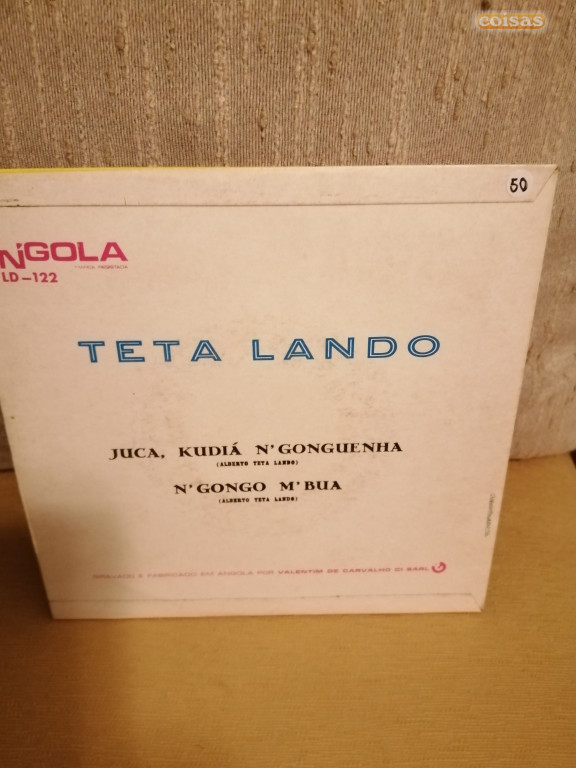 coisas
50
N'GOLA
LD-122
TETA LANDO
JUCA, KUDIÁ N'GONGUENHA
(ALBERTO TETA LANDO)
N'GONGO M'BUA
(ALBERTO TETA LANDO)
GRAVADO E FABRICADO EM ANGOLA POR VALENTIM DE CARVALHO CI SARL